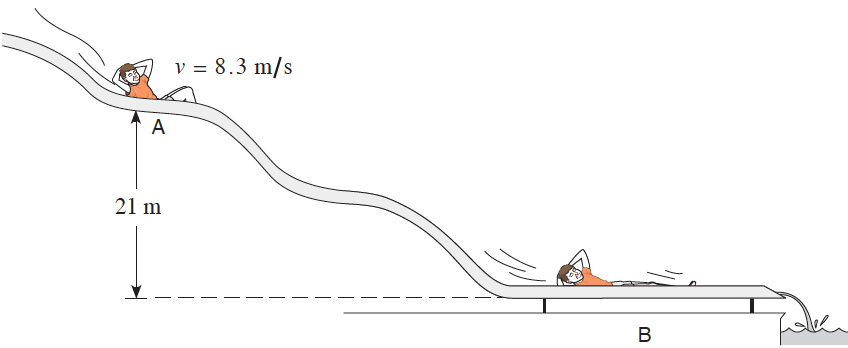 v = 8.3 m/s
A
21 m
B